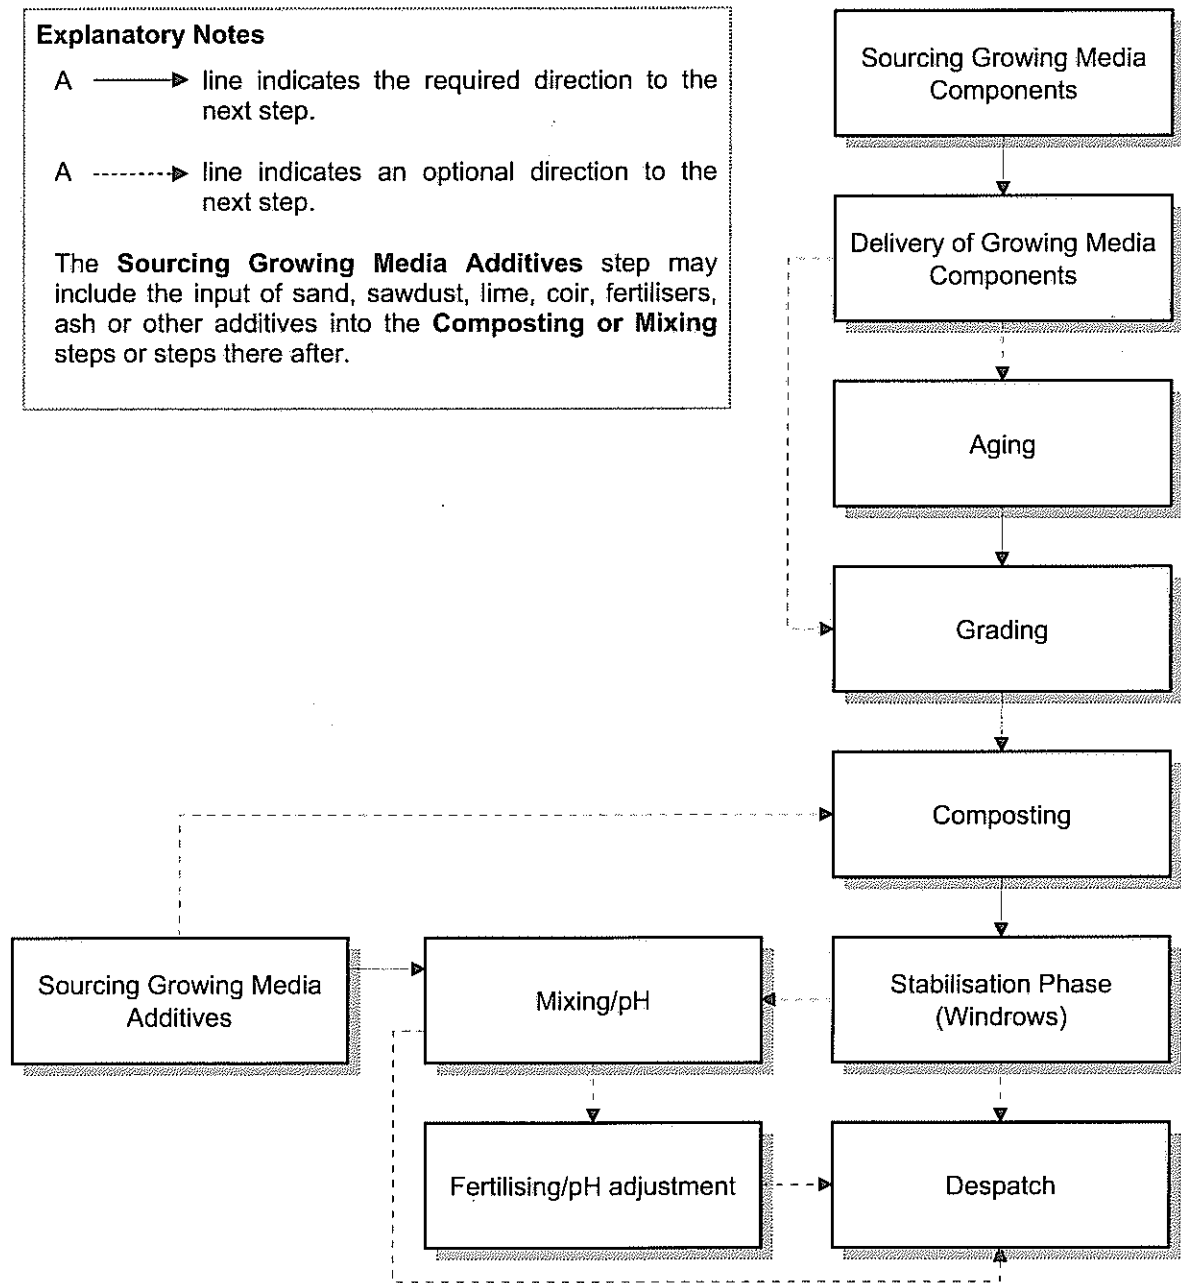 Explanatory Notes
A line indicates the required direction to the
next step.
A line indicates an optional direction to the
next step.
The Sourcing Growing Media Additives step may
include the input of sand, sawdust, lime, coir, fertilisers,
ash or other additives into the Composting or Mixing
steps or steps there after.
Sourcing Growing Media
Components
Delivery of Growing Media
Components
Aging
Grading
Composting
Sourcing Growing Media
Additives
Mixing/pH
Stabilisation Phase
(Windrows)
Fertilising/pH adjustment
Despatch